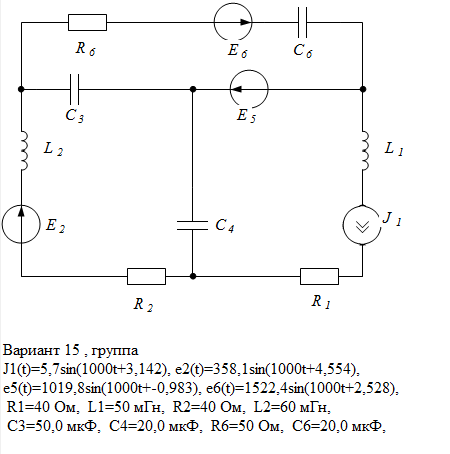 R 6 E 6 C 6
C 3 E 5
L 2 L 1
E 2 C 4 J 1
R 2 R 1
Вариант 15 , группа
J1(t)=5,7sin(1000t+3,142), e2(t)=358,1sin(1000t+4,554),
e5(t)=1019,8sin(1000t+-0,983), e6(t)=1522,4sin(1000t+2,528),
R1=40 Ом, L1=50 мГн, R2=40 Ом, L2=60 мГн,
C3=50,0 мкФ, C4=20,0 мкФ, R6=50 Ом, C6=20,0 мкФ,